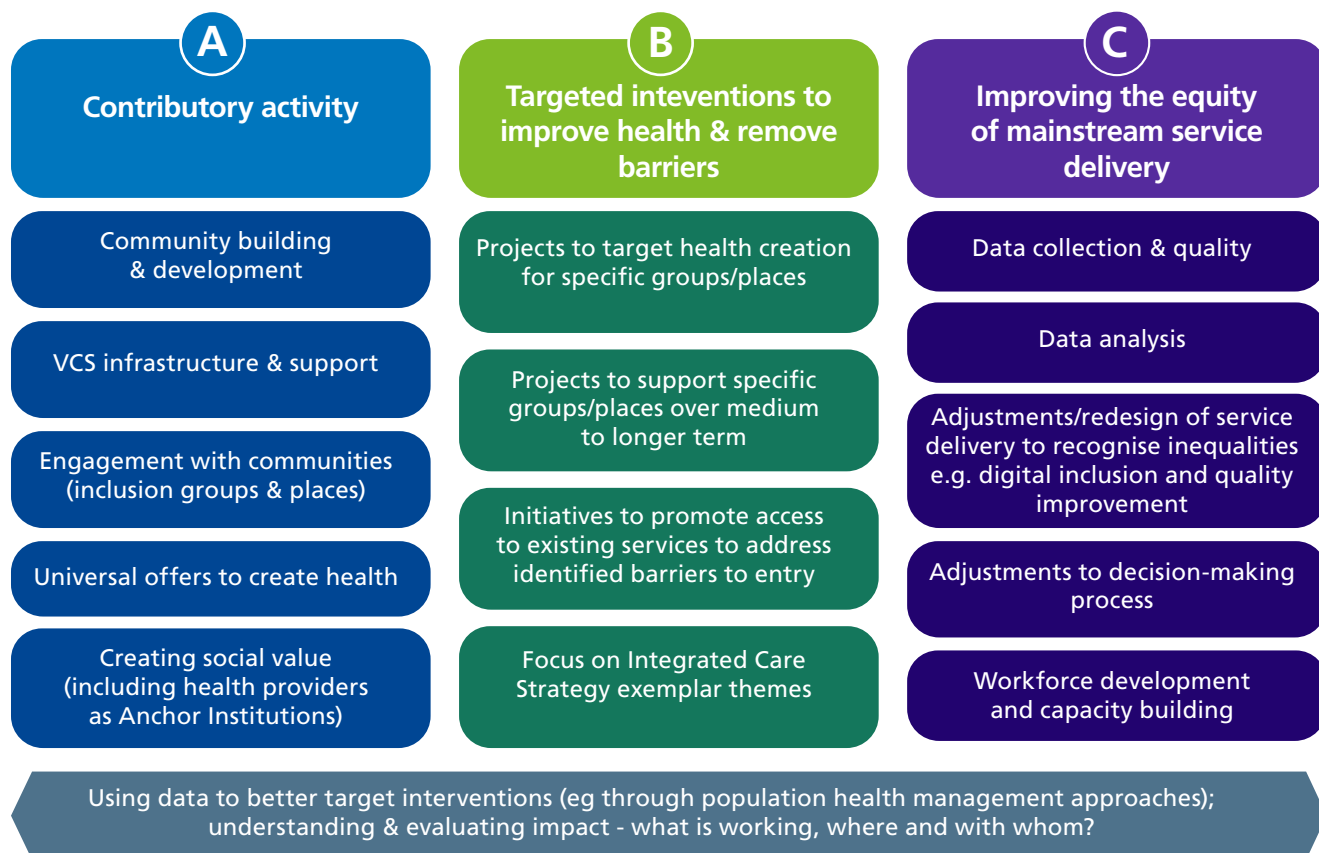 A
Contributory activity
Community building
& development
VCS infrastructure & support
Engagement with communities
(inclusion groups & places)
Universal offers to create health
Creating social value
(including health providers
as Anchor Institutions)
B
Targeted inteventions to
improve health & remove
barriers
Projects to target health creation
for specific groups/places
Projects to support specific
groups/places over medium
to longer term
Initiatives to promote access
to existing services to address
identified barriers to entry
Focus on Integrated Care
Strategy exemplar themes
C
Improving the equity
of mainstream service
delivery
Data collection & quality
Data analysis
Adjustments/redesign of service
delivery to recognise inequalities
e.g. digital inclusion and quality
improvement
Adjustments to decision-making
process
Workforce development
and capacity building
Using data to better target interventions (eg through population health management approaches);
understanding & evaluating impact - what is working, where and with whom?